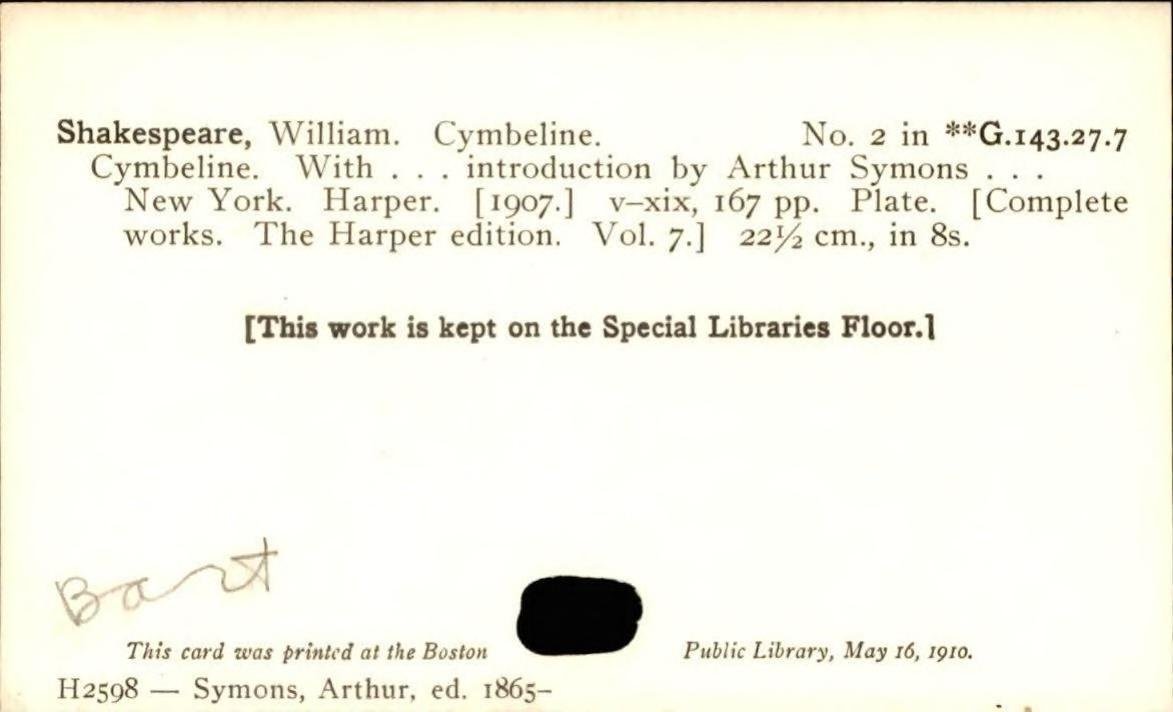 Shakespeare, William. Cymbeline. No. 2 in **G.143.27.7
Cymbeline. With . . . introduction by Arthur Symons . . .
New York. Harper. [1907.] v–xix, 167 pp. Plate. [Complete
works. The Harper edition. Vol. 7.] 22½ cm., in 8s.
[This work is kept on the Special Libraries Floor.]
Bart
This card was printed at the Boston Public Library, May 16, 1910.
H2598 — Symons, Arthur, ed. 1865–